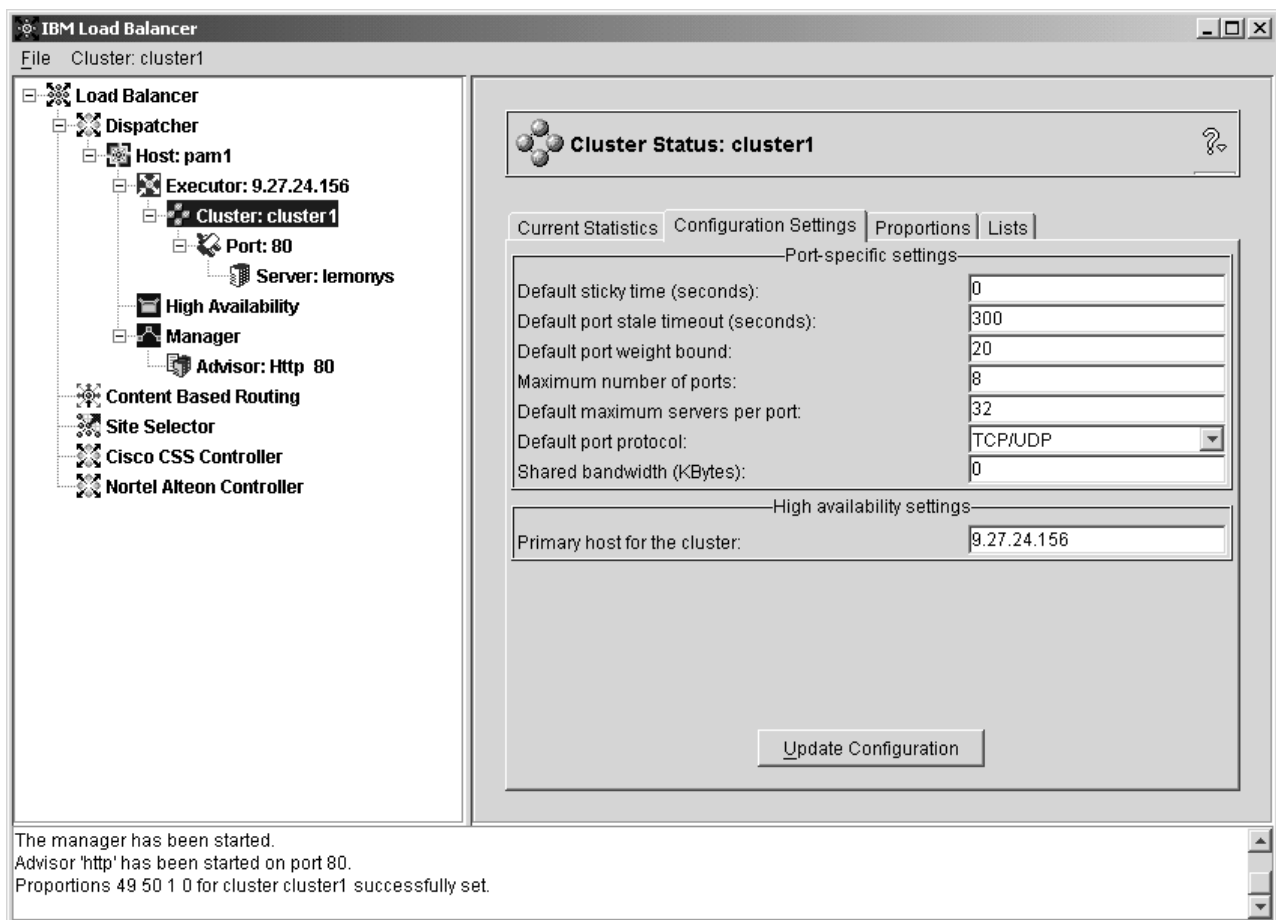 IBM Load Balancer
File Cluster: cluster1
Load Balancer
Dispatcher
Host: pam1
Executor: 9.27.24.156
Cluster: cluster1
Port: 80
Server: lemonys
High Availability
Manager
Advisor: Http 80
Content Based Routing
Site Selector
Cisco CSS Controller
Nortel Alteon Controller
Cluster Status: cluster1
?
Current Statistics Configuration Settings Proportions Lists
Port-specific settings
Default sticky time (seconds): 0
Default port stale timeout (seconds): 300
Default port weight bound: 20
Maximum number of ports: 8
Default maximum servers per port: 32
Default port protocol: TCP/UDP
Shared bandwidth (KBytes): 0
High availability settings
Primary host for the cluster: 9.27.24.156
Update Configuration
The manager has been started.
Advisor 'http' has been started on port 80.
Proportions 49 50 1 0 for cluster cluster1 successfully set.